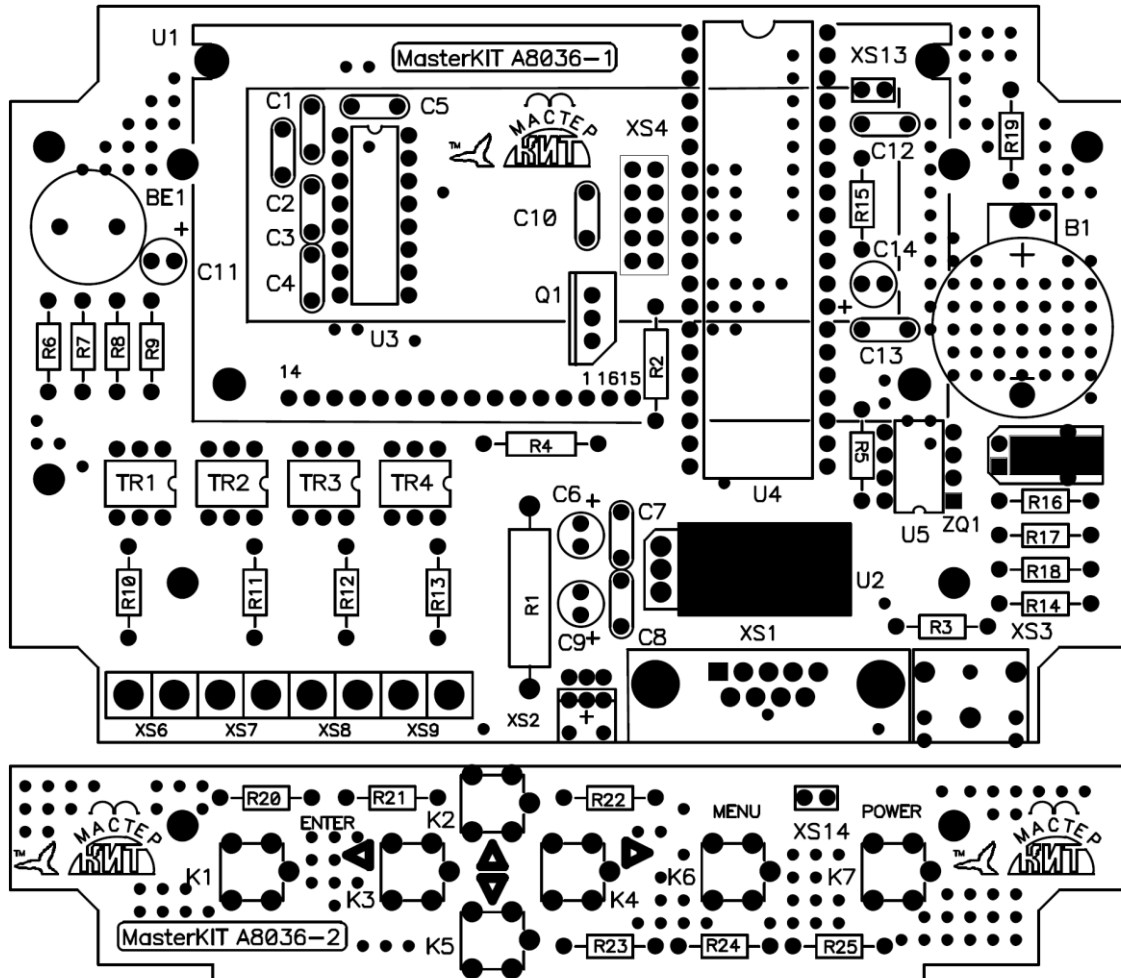 U1
MasterKIT A8036-1
XS13
C1
C5
™
МАСТЕР
КИТ
XS4
C12
R19
BE1
+
C2
C10
R15
C11
C3
C4
C14
B1
+
Q1
+
U3
C13
R6
R7
R8
R9
R2
14
1
1615
−
R4
R5
TR1
TR2
TR3
TR4
C6
+
C7
U4
U5
ZQ1
R16
R17
R18
R14
R10
R11
R12
R13
R1
U2
C9
+
C8
XS1
R3
XS3
XS6
XS7
XS8
XS9
XS2
+
R20
R21
K2
R22
MENU
POWER
ENTER
XS14
™
МАСТЕР
КИТ
™
МАСТЕР
КИТ
K1
K3
K4
K6
K7
MasterKIT A8036-2
K5
R23
R24
R25